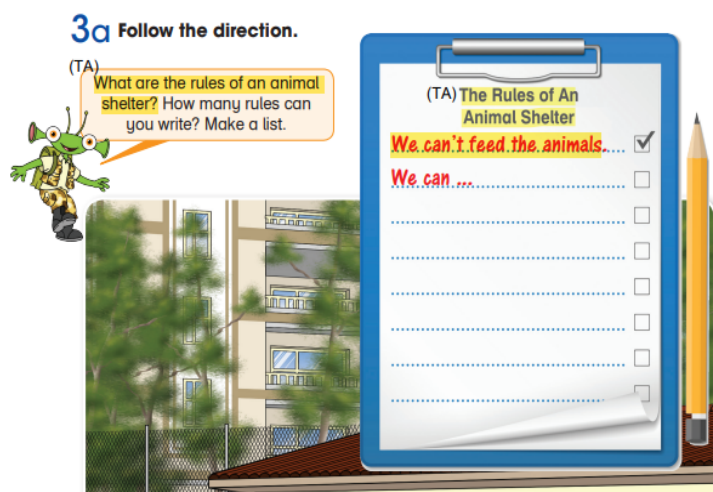 3a Follow the direction.
(TA)
What are the rules of an animal
shelter? How many rules can
you write? Make a list.
(TA) The Rules of An
Animal Shelter
We can't feed the animals.
We can ...